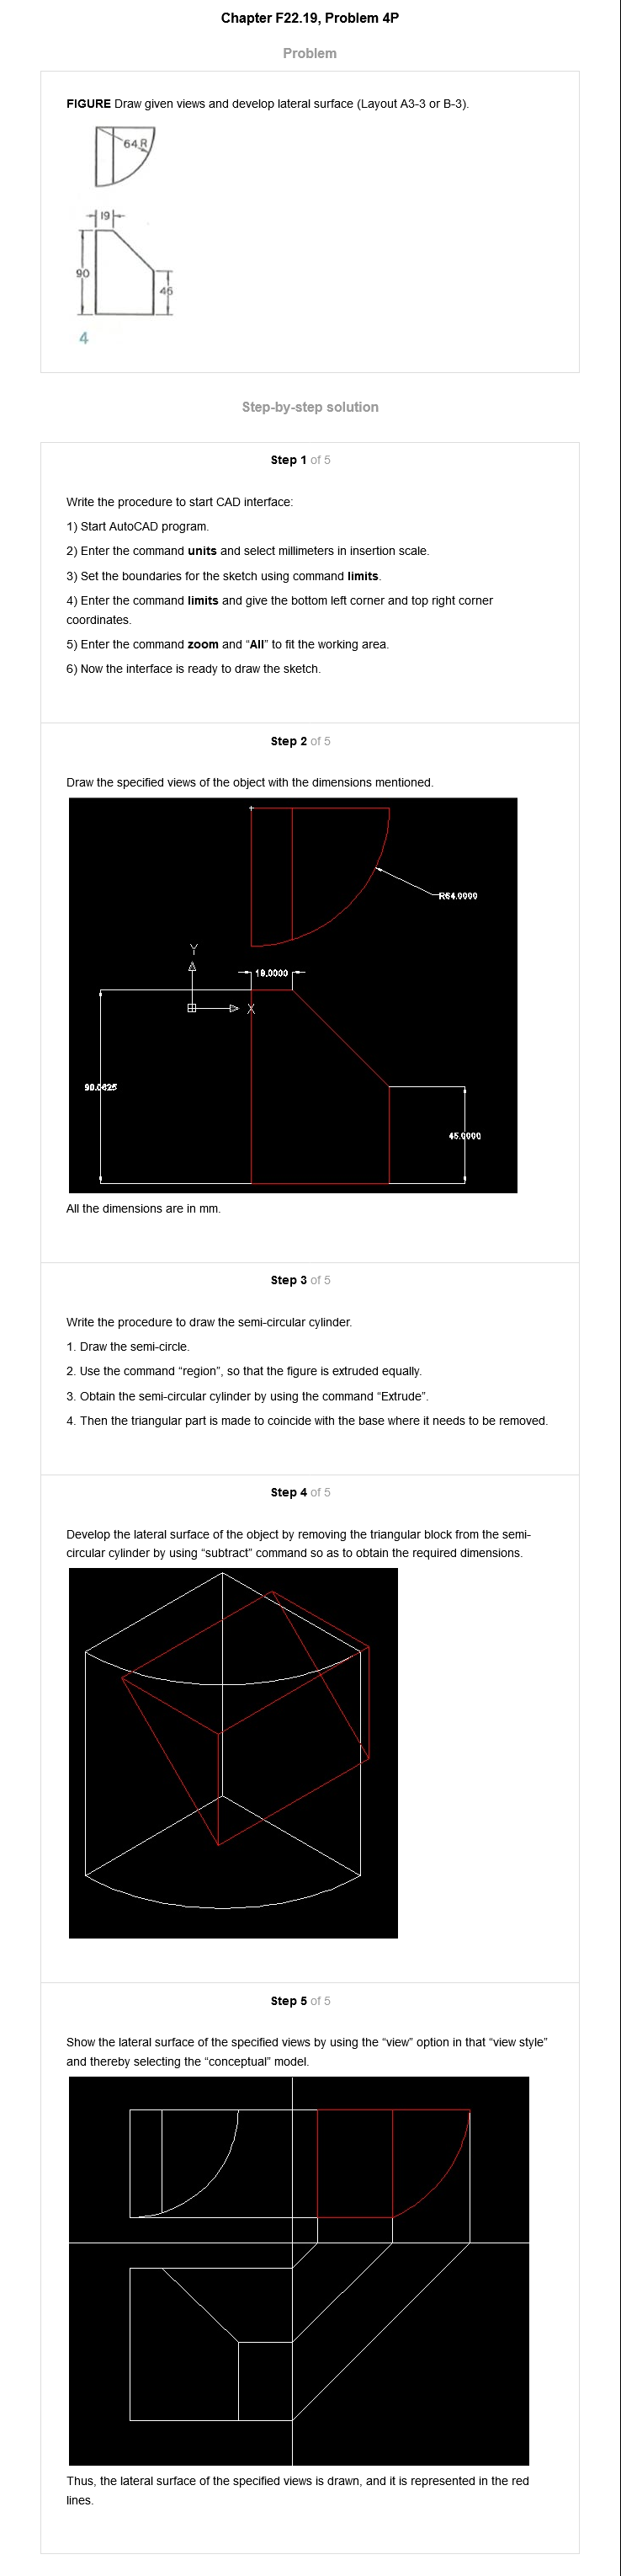 Chapter F22.19, Problem 4P
Problem
FIGURE Draw given views and develop lateral surface (Layout A3-3 or B-3).
64 R
19
90
45
4
Step-by-step solution
Step 1 of 5
Write the procedure to start CAD interface:
1) Start AutoCAD program.
2) Enter the command units and select millimeters in insertion scale.
3) Set the boundaries for the sketch using command limits.
4) Enter the command limits and give the bottom left corner and top right corner
coordinates.
5) Enter the command zoom and “All” to fit the working area.
6) Now the interface is ready to draw the sketch.
Step 2 of 5
Draw the specified views of the object with the dimensions mentioned.
R64.0000
Y
19.0000
X
90.0625
45.0000
All the dimensions are in mm.
Step 3 of 5
Write the procedure to draw the semi-circular cylinder.
1. Draw the semi-circle.
2. Use the command “region”, so that the figure is extruded equally.
3. Obtain the semi-circular cylinder by using the command “Extrude”.
4. Then the triangular part is made to coincide with the base where it needs to be removed.
Step 4 of 5
Develop the lateral surface of the object by removing the triangular block from the semi-
circular cylinder by using “subtract” command so as to obtain the required dimensions.
Step 5 of 5
Show the lateral surface of the specified views by using the “view” option in that “view style”
and thereby selecting the “conceptual” model.
Thus, the lateral surface of the specified views is drawn, and it is represented in the red
lines.